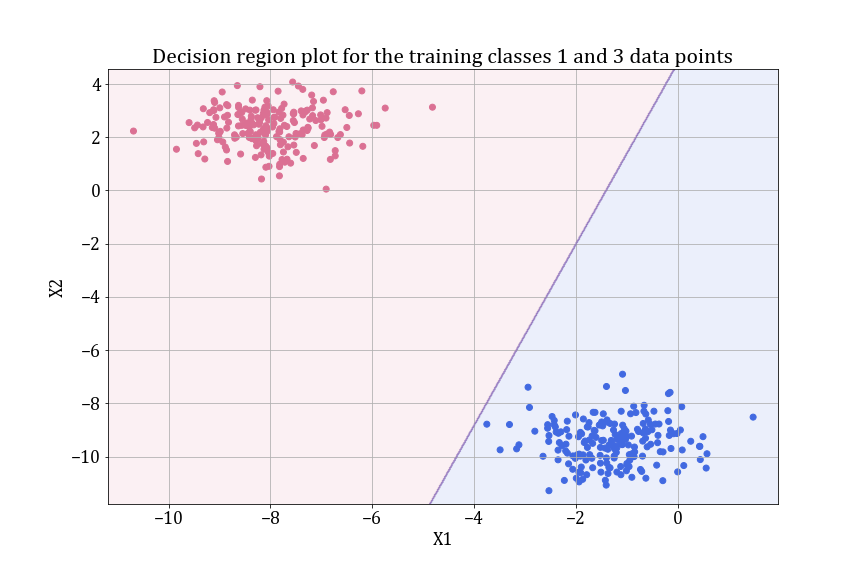 Decision region plot for the training classes 1 and 3 data points
4
2
0
−2
−4
−6
−8
−10
X2
−10 −8 −6 −4 −2 0
X1